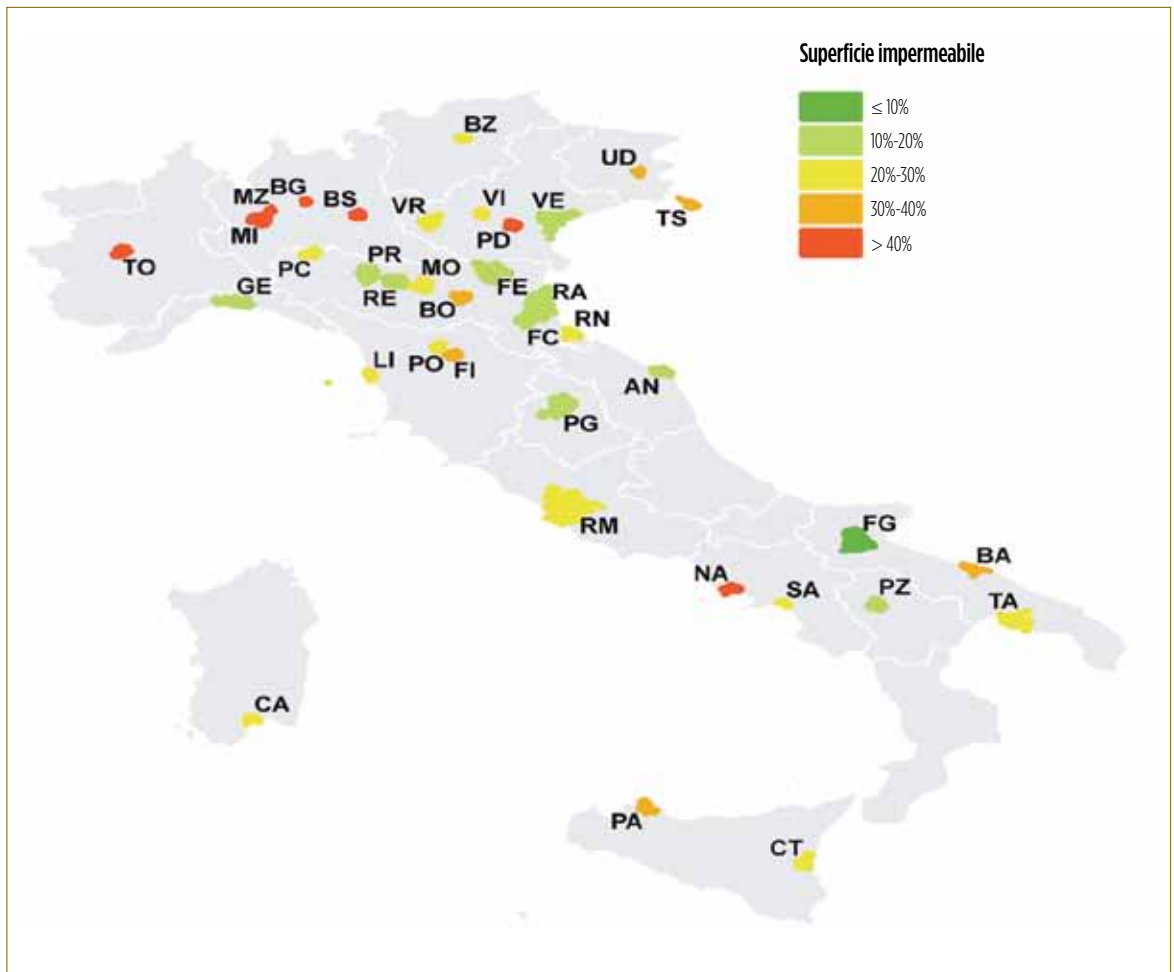 Superficie impermeabile
≤ 10%
10%-20%
20%-30%
30%-40%
> 40%
BZ
UD
BG
MZ
BS
VR
VI
VE
TS
MI
PD
TO
PC
PR
MO
GE
RE
FE
RA
BO
FC
RN
LI
PO
FI
AN
PG
RM
FG
BA
NA
SA
PZ
TA
CA
PA
CT